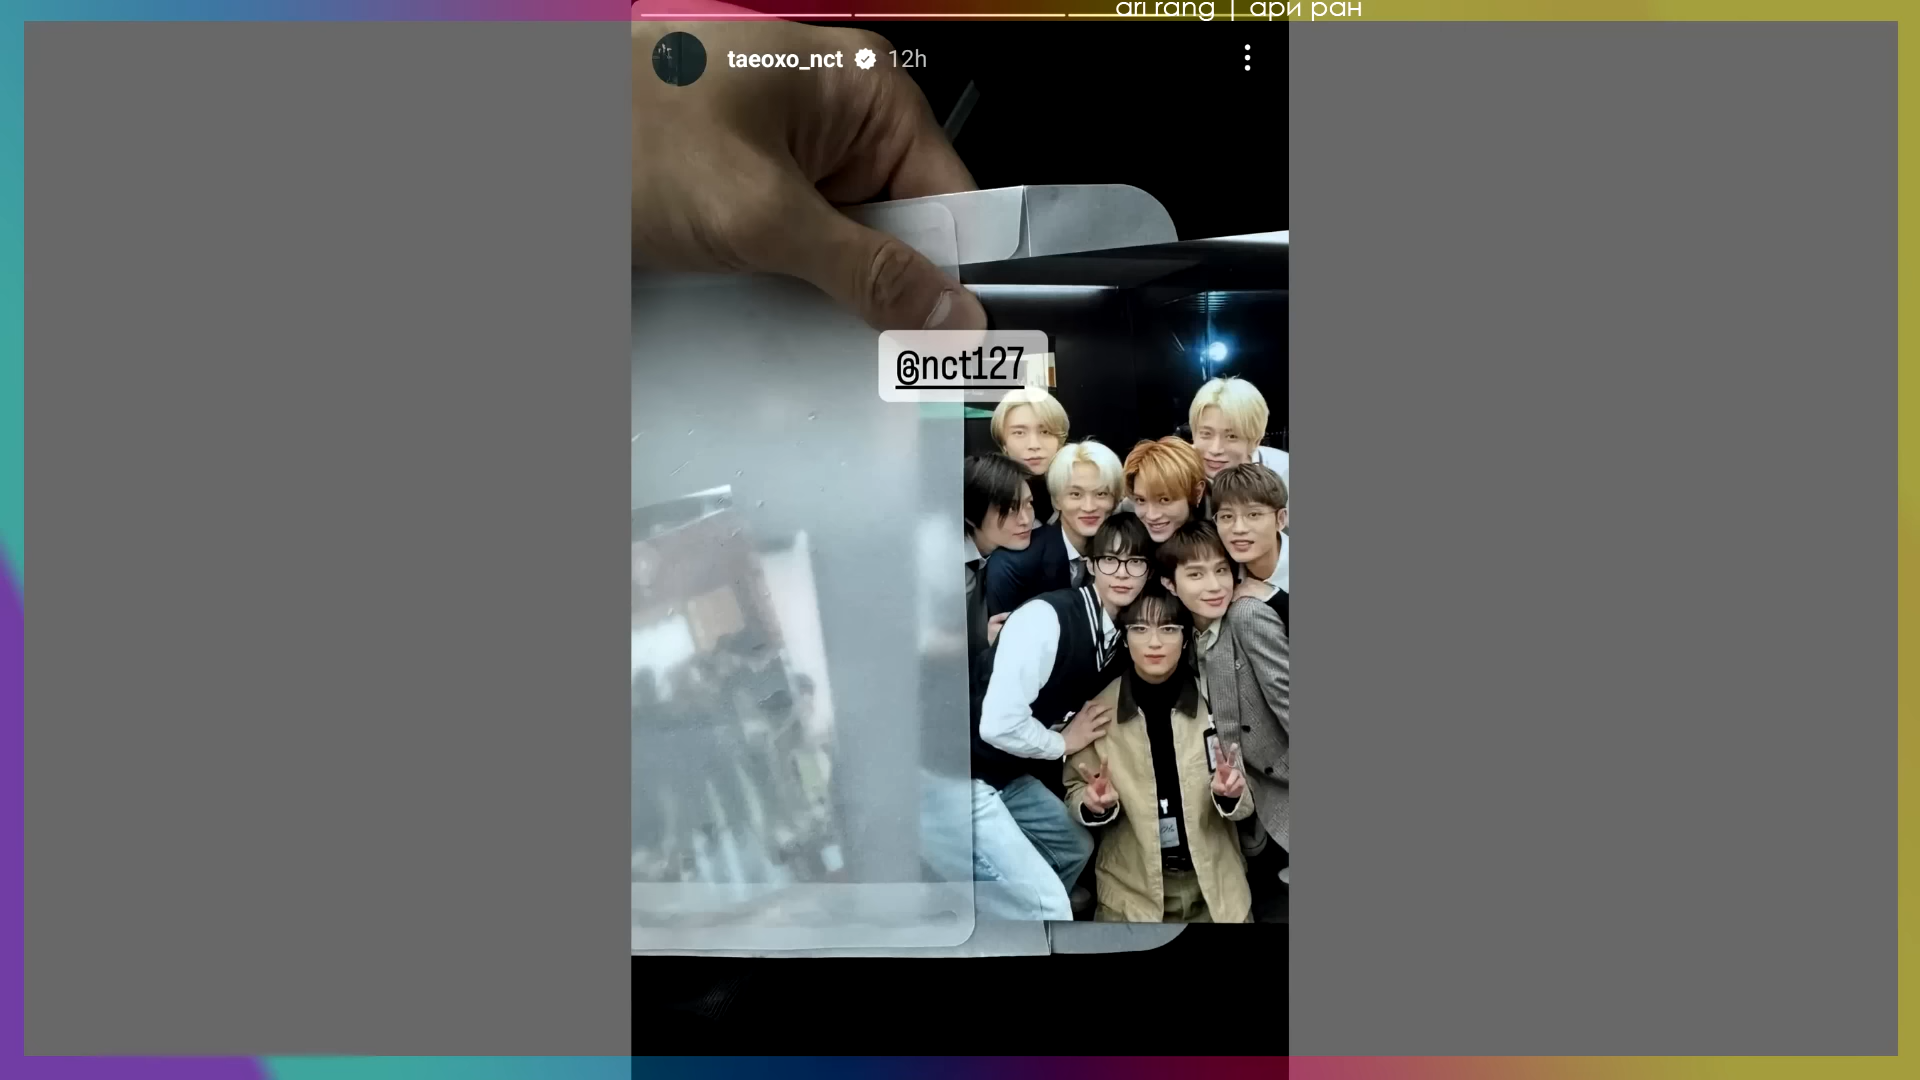 ari rang | ари ран
taeoxo_nct 12h
@nct127